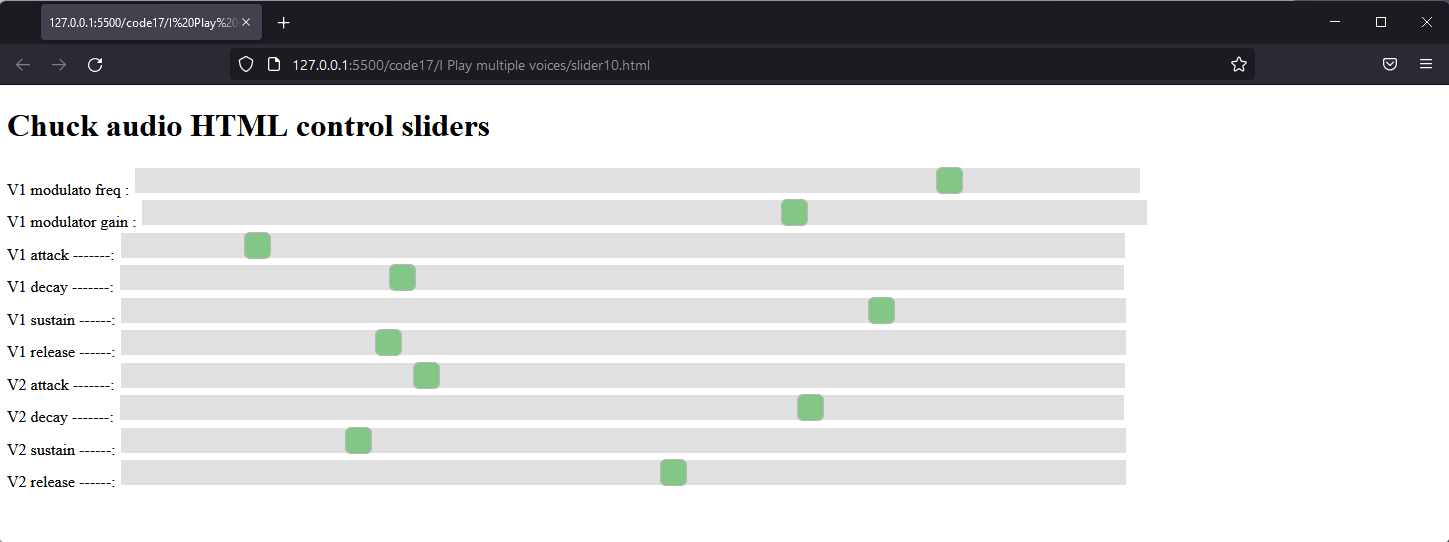 127.0.0.1:5500/code17/I%20Play%20
127.0.0.1:5500/code17/I Play multiple voices/slider10.html
Chuck audio HTML control sliders
V1 modulato freq :
V1 modulator gain :
V1 attack -------:
V1 decay -------:
V1 sustain ------:
V1 release ------:
V2 attack -------:
V2 decay -------:
V2 sustain ------:
V2 release ------: